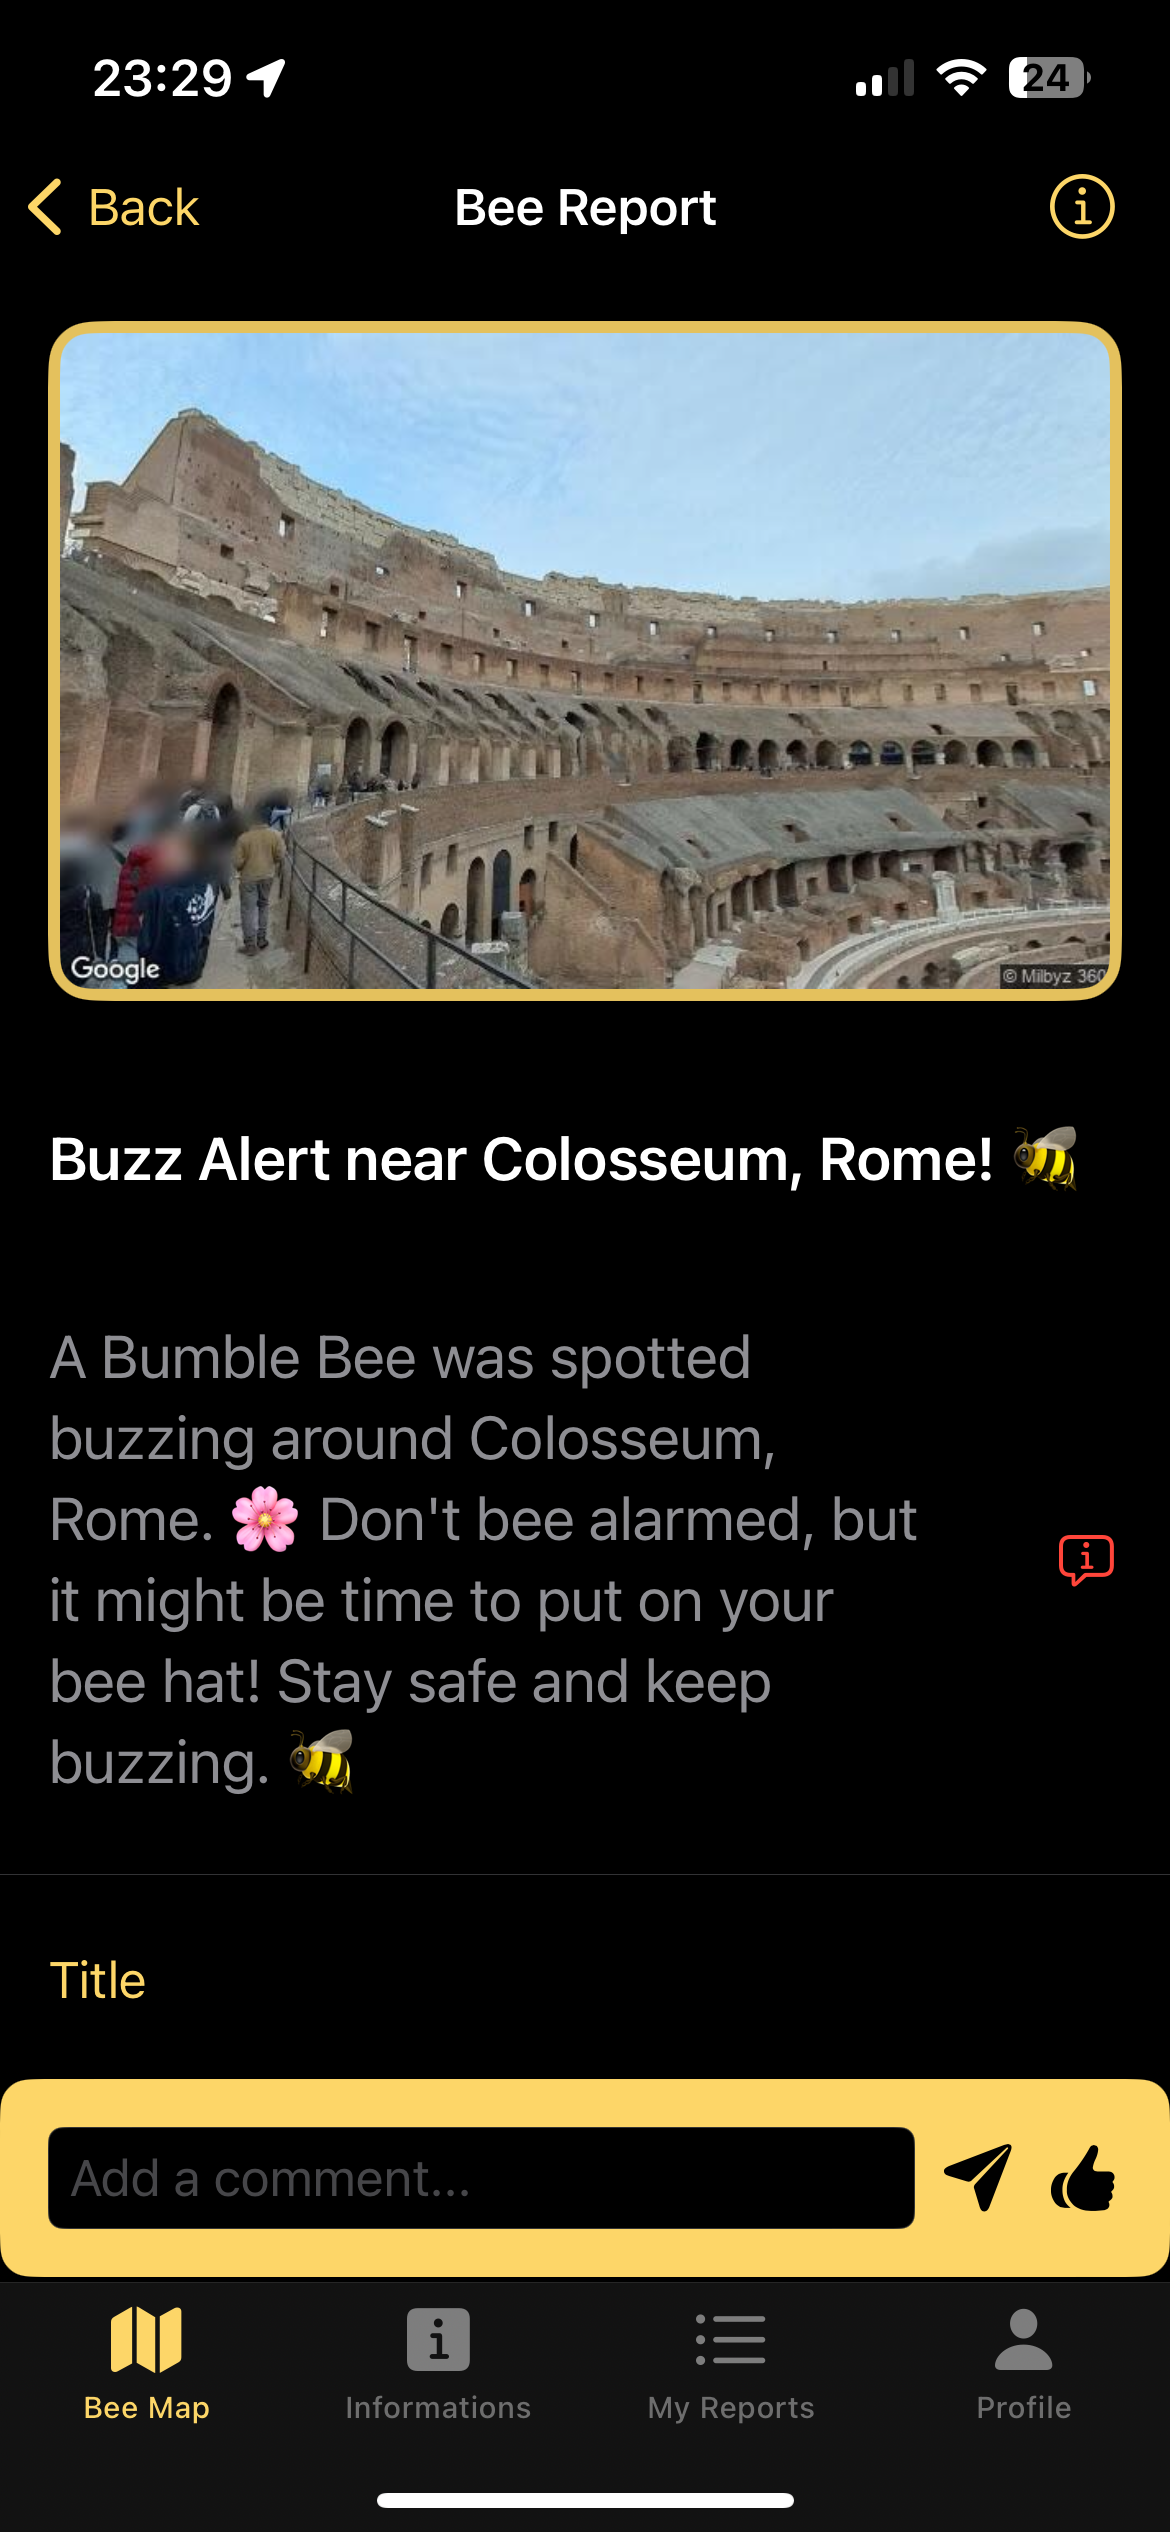 23:29
24
Back
Bee Report
Google
© Milbyz 360
Buzz Alert near Colosseum, Rome! 🐝
A Bumble Bee was spotted
buzzing around Colosseum,
Rome. 🌸 Don't bee alarmed, but
it might be time to put on your
bee hat! Stay safe and keep
buzzing. 🐝
Title
Add a comment...
Bee Map
Informations
My Reports
Profile